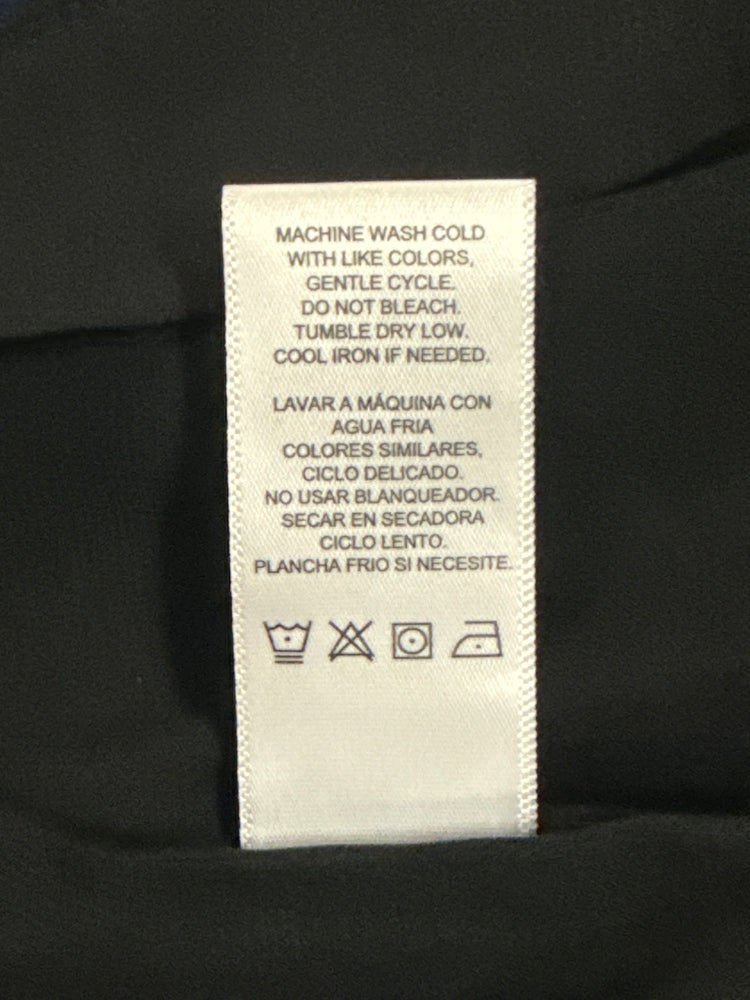 MACHINE WASH COLD
WITH LIKE COLORS,
GENTLE CYCLE.
DO NOT BLEACH.
TUMBLE DRY LOW.
COOL IRON IF NEEDED.
LAVAR A MÁQUINA CON
AGUA FRIA
COLORES SIMILARES,
CICLO DELICADO.
NO USAR BLANQUEADOR.
SECAR EN SECADORA
CICLO LENTO.
PLANCHA FRIO SI NECESITE.